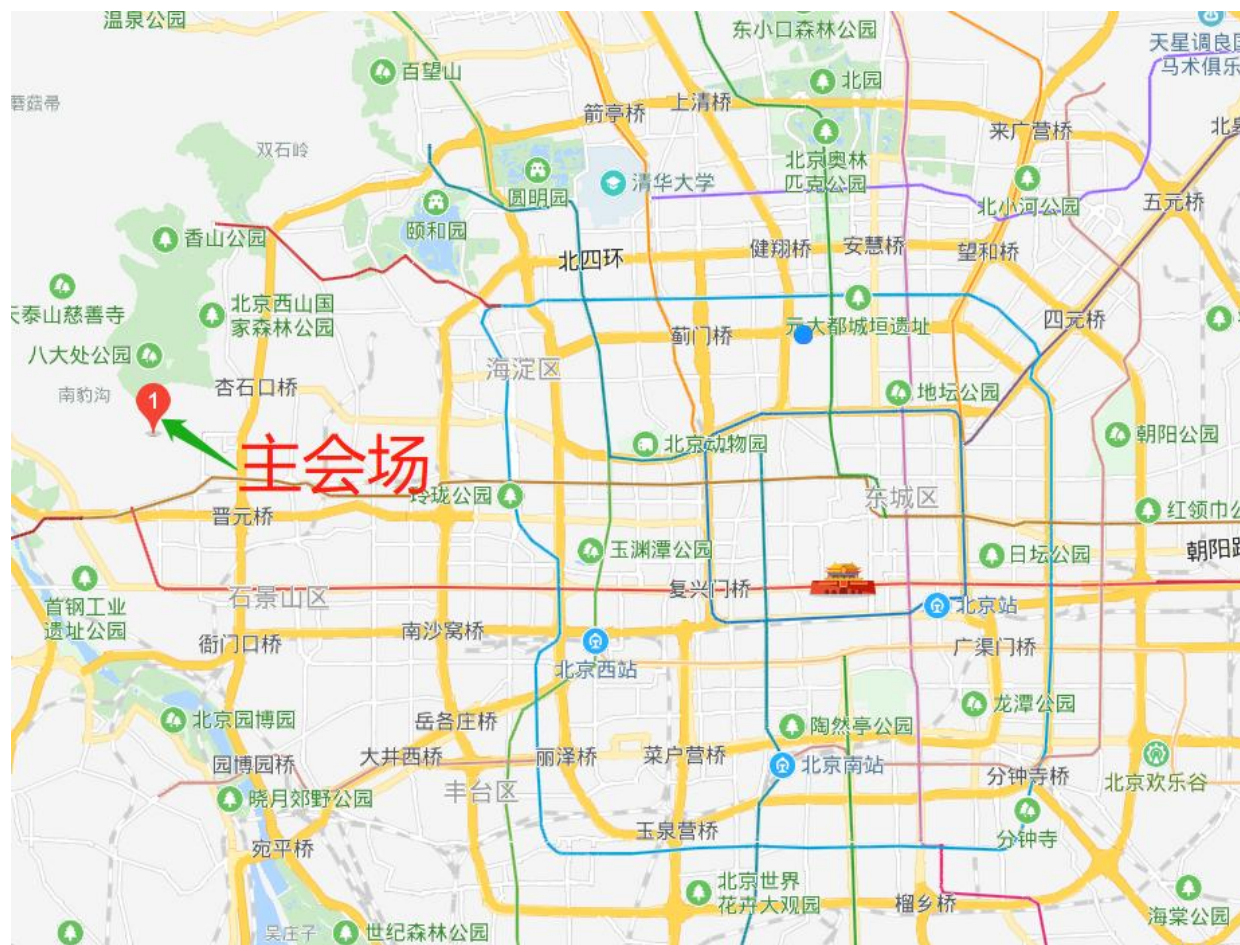 温泉公园
东小口森林公园
天星调良国
马术俱乐
百望山
北园
蘑菇帚
箭亭桥
上清桥
来广营桥
双石岭
北京奥林
匹克公园
圆明园
清华大学
北小河公园
五元桥
香山公园
颐和园
北四环
健翔桥
安慧桥
望和桥
天泰山慈善寺
北京西山国
家森林公园
元大都城垣遗址
四元桥
蓟门桥
八大处公园
海淀区
南豹沟
杏石口桥
地坛公园
1
主会场
北京动物园
朝阳公园
玲珑公园
东城区
晋元桥
红领巾公
玉渊潭公园
日坛公园
朝阳路
首钢工业
遗址公园
石景山区
复兴门桥
北京站
衙门口桥
南沙窝桥
广渠门桥
北京西站
北京园博园
岳各庄桥
陶然亭公园
龙潭公园
园博园桥
大井西桥
丽泽桥
菜户营桥
北京南站
分钟寺桥
北京欢乐谷
晓月郊野公园
丰台区
玉泉营桥
分钟寺
宛平桥
北京世界
花卉大观园
榴乡桥
海棠公园
吴庄子
世纪森林公园